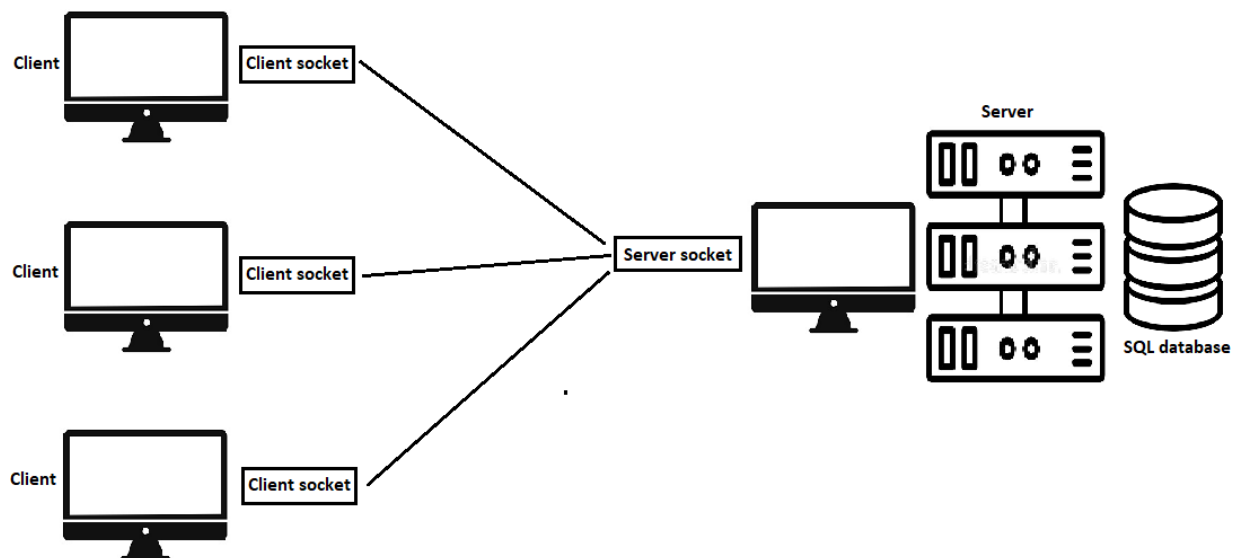 Client
Client socket
Server
Client
Client socket
Server socket
SQL database
Client
Client socket